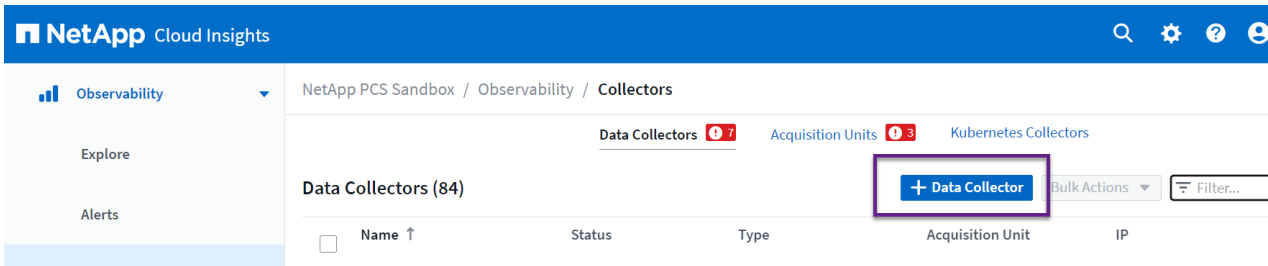 NetApp Cloud Insights
Observability
NetApp PCS Sandbox / Observability / Collectors
Data Collectors 7 Acquisition Units 3 Kubernetes Collectors
Explore
Data Collectors (84) + Data Collector Bulk Actions Filter...
Alerts
Name ↑ Status Type Acquisition Unit IP